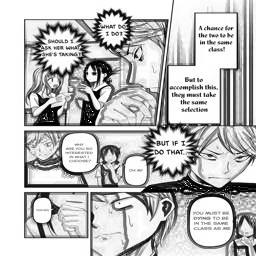 A chance for
the two to be
in the same
class!
But to
accomplish this,
they must take
the same
selection
WHAT DO
I DO?
SHOULD I
ASK HER WHAT
SHE'S TAKING?
BUT IF I
DO THAT.
WHY
ARE YOU SO
INTERESTED
IN WHAT I
CHOOSE?
OH ME
YOU MUST BE
DYING TO BE
IN THE SAME
CLASS AS ME